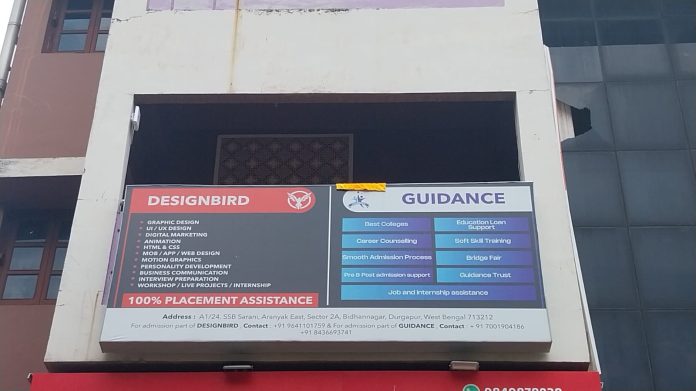 DESIGNBIRD
GRAPHIC DESIGN
UI / UX DESIGN
DIGITAL MARKETING
ANIMATION
HTML & CSS
MOB / APP / WEB DESIGN
MOTION GRAPHICS
PERSONALITY DEVELOPMENT
BUSINESS COMMUNICATION
INTERVIEW PREPARATION
WORKSHOP / LIVE PROJECTS / INTERNSHIP
100% PLACEMENT ASSISTANCE
GUIDANCE
Best Colleges
Education Loan
Support
Career Counselling
Soft Skill Training
Smooth Admission Process
Bridge Fair
Pre & Post admission support
Guidance Trust
Job and internship assistance
Address : A1/24, SSB Sarani, Aranyak East, Secter 2A, Bidhannagar, Durgapur, West Bengal 713212
For admission part of DESIGNBIRD, Contact : +91 9641101759 & For admission part of GUIDANCE, Contact : + 91 7001904186
+91 8436693741